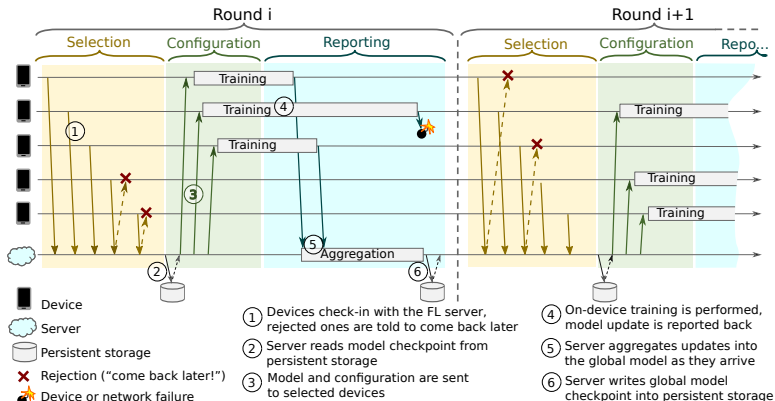 Round i
Round i+1
Selection
Configuration
Reporting
Selection
Configuration
Repo...
Training
Training
4
Training
1
3
Training
Training
Training
5
Aggregation
2
6
Device
Server
Persistent storage
Rejection (“come back later!”)
Device or network failure
1 Devices check-in with the FL server,
rejected ones are told to come back later
2 Server reads model checkpoint from
persistent storage
3 Model and configuration are sent
to selected devices
4 On-device training is performed,
model update is reported back
5 Server aggregates updates into
the global model as they arrive
6 Server writes global model
checkpoint into persistent storage